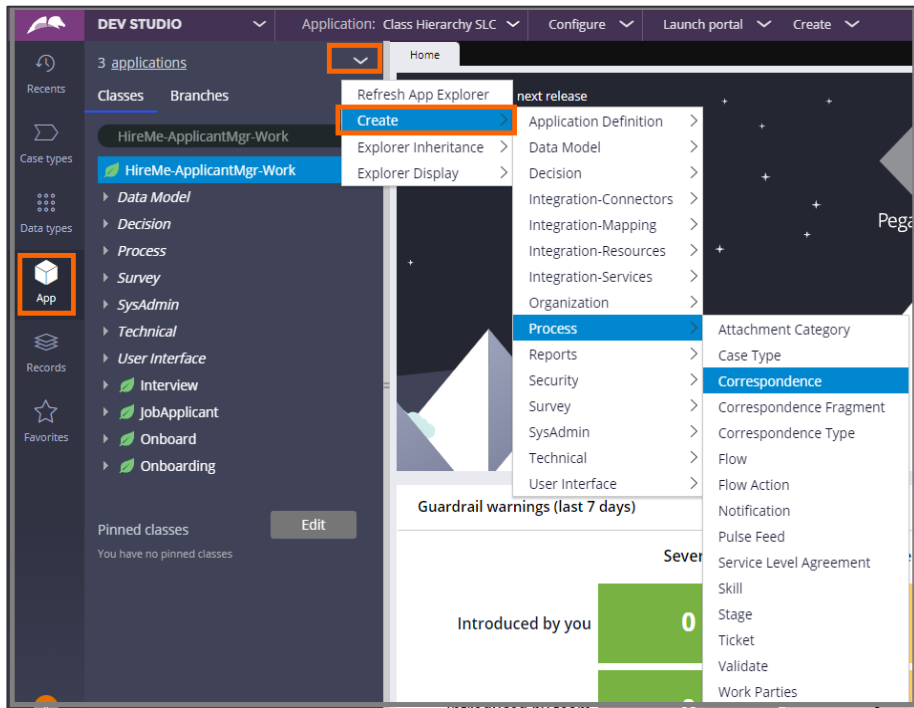 DEV STUDIO
Application: Class Hierarchy SLC
Configure
Launch portal
Create
Recents
Case types
Data types
App
Records
Favorites
3 applications
Classes
Branches
HireMe-ApplicantMgr-Work
HireMe-ApplicantMgr-Work
Data Model
Decision
Process
Survey
SysAdmin
Technical
User Interface
Interview
JobApplicant
Onboard
Onboarding
Pinned classes
Edit
You have no pinned classes
Home
next release
Refresh App Explorer
Create
Explorer Inheritance
Explorer Display
Application Definition
Data Model
Decision
Integration-Connectors
Integration-Mapping
Integration-Resources
Integration-Services
Organization
Process
Reports
Security
Survey
SysAdmin
Technical
User Interface
Attachment Category
Case Type
Correspondence
Correspondence Fragment
Correspondence Type
Flow
Flow Action
Notification
Pulse Feed
Service Level Agreement
Skill
Stage
Ticket
Validate
Work Parties
Pega
Guardrail warnings (last 7 days)
Sever
Introduced by you
0